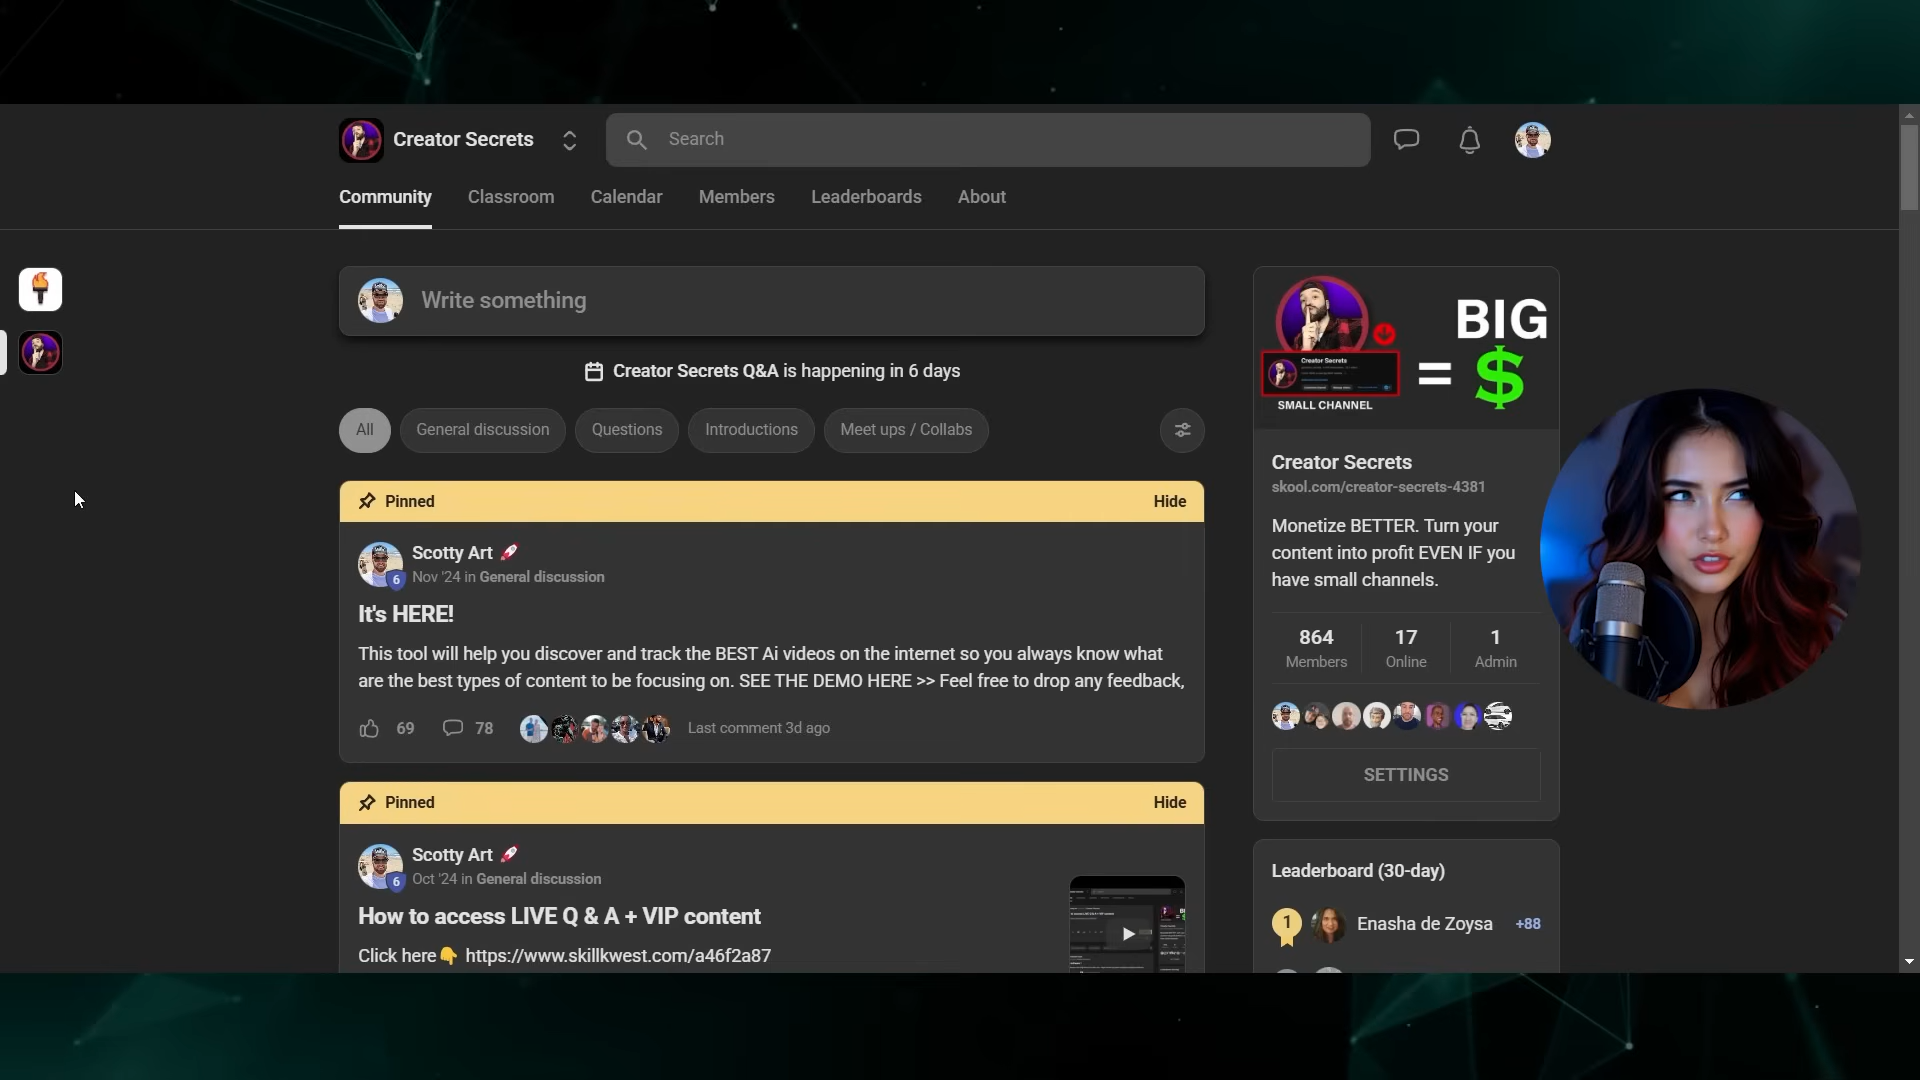 Creator Secrets
Search
Community
Classroom
Calendar
Members
Leaderboards
About
Write something
Creator Secrets Q&A is happening in 6 days
All
General discussion
Questions
Introductions
Meet ups / Collabs
Pinned
Hide
Scotty Art 🚀
6
Nov '24 in General discussion
It's HERE!
This tool will help you discover and track the BEST Ai videos on the internet so you always know what
are the best types of content to be focusing on. SEE THE DEMO HERE >> Feel free to drop any feedback,
69
78
Last comment 3d ago
Pinned
Hide
Scotty Art 🚀
6
Oct '24 in General discussion
How to access LIVE Q & A + VIP content
Click here👇 https://www.skillkwest.com/a46f2a87
BIG
Creator Secrets
= $
SMALL CHANNEL
Creator Secrets
skool.com/creator-secrets-4381
Monetize BETTER. Turn your
content into profit EVEN IF you
have small channels.
864
Members
17
Online
1
Admin
SETTINGS
Leaderboard (30-day)
1
Enasha de Zoysa
+88